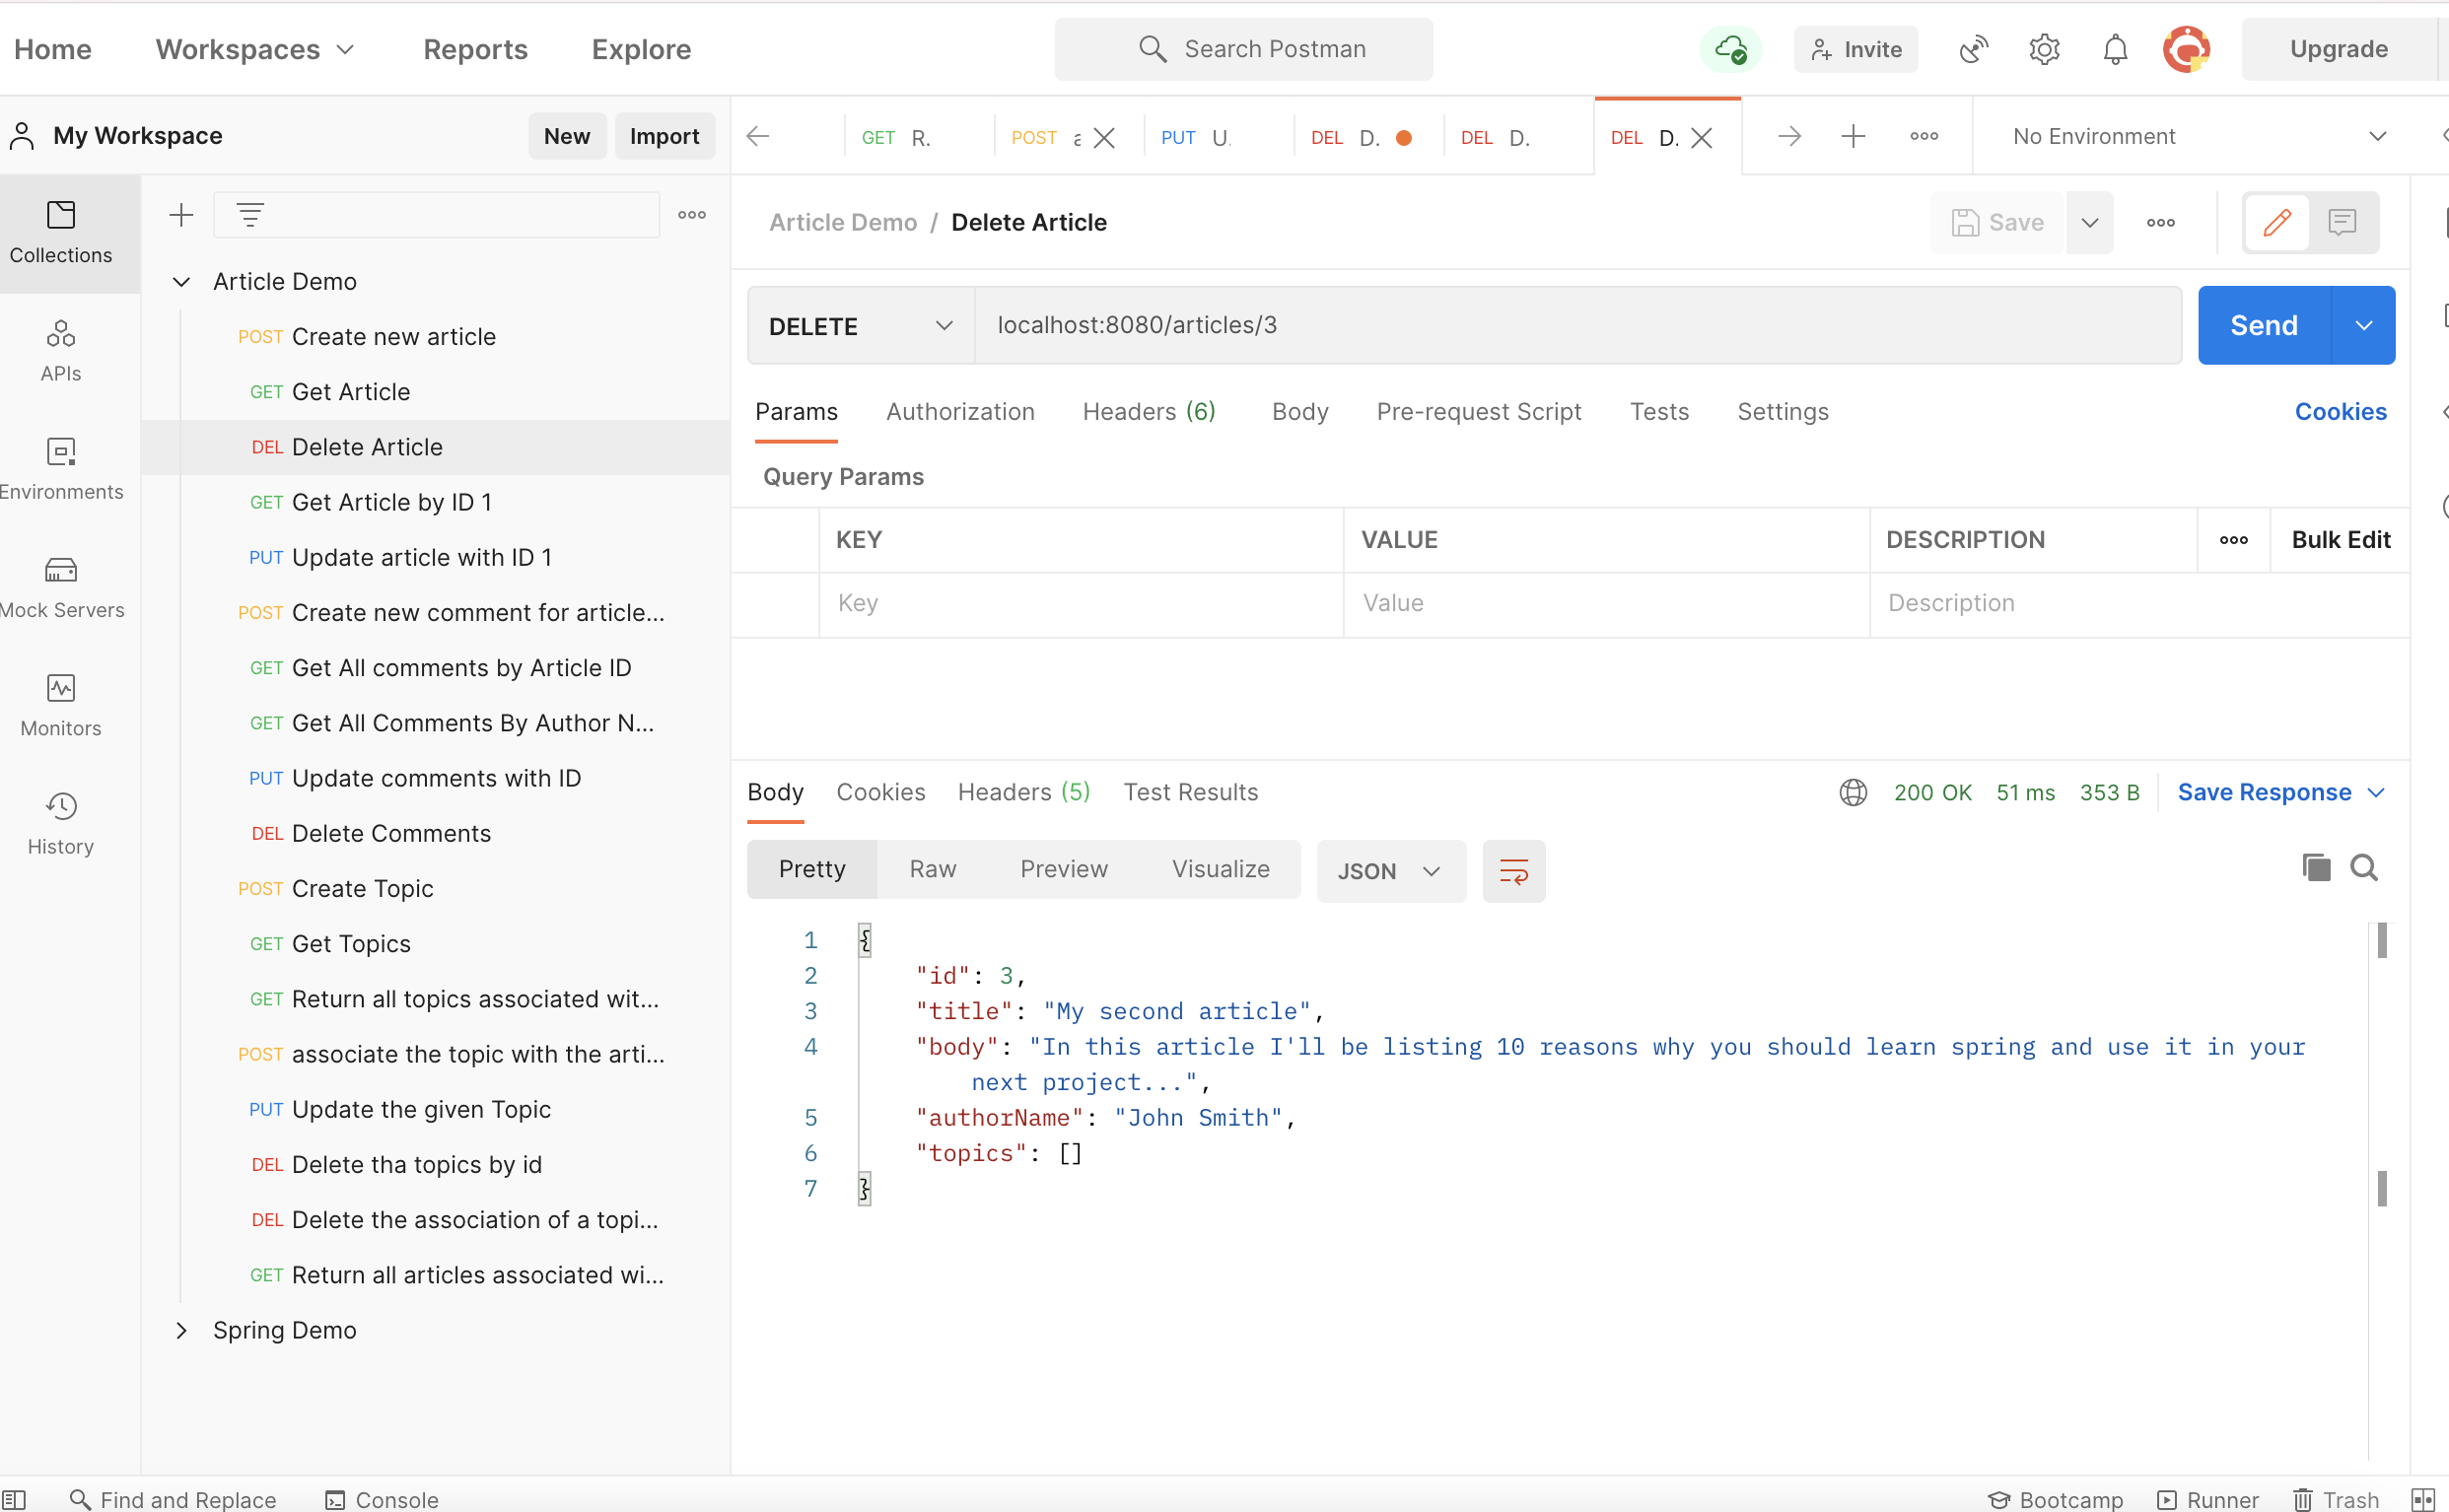 Home Workspaces Reports Explore Search Postman Invite Upgrade
My Workspace New Import GET R. POST PUT U. DEL D. DEL D. DEL D. No Environment
Collections
APIs
Environments
Mock Servers
Monitors
History
Article Demo
POST Create new article
GET Get Article
DEL Delete Article
GET Get Article by ID 1
PUT Update article with ID 1
POST Create new comment for article...
GET Get All comments by Article ID
GET Get All Comments By Author N...
PUT Update comments with ID
DEL Delete Comments
POST Create Topic
GET Get Topics
GET Return all topics associated wit...
POST associate the topic with the arti...
PUT Update the given Topic
DEL Delete tha topics by id
DEL Delete the association of a topi...
GET Return all articles associated wi...
Spring Demo
Article Demo / Delete Article Save
DELETE localhost:8080/articles/3 Send
Params Authorization Headers (6) Body Pre-request Script Tests Settings Cookies
Query Params
KEY VALUE DESCRIPTION Bulk Edit
Key Value Description
Body Cookies Headers (5) Test Results 200 OK 51 ms 353 B Save Response
Pretty Raw Preview Visualize JSON
1 {
2 "id": 3,
3 "title": "My second article",
4 "body": "In this article I'll be listing 10 reasons why you should learn spring and use it in your
next project...",
5 "authorName": "John Smith",
6 "topics": []
7 }
Find and Replace Console Bootcamp Runner Trash